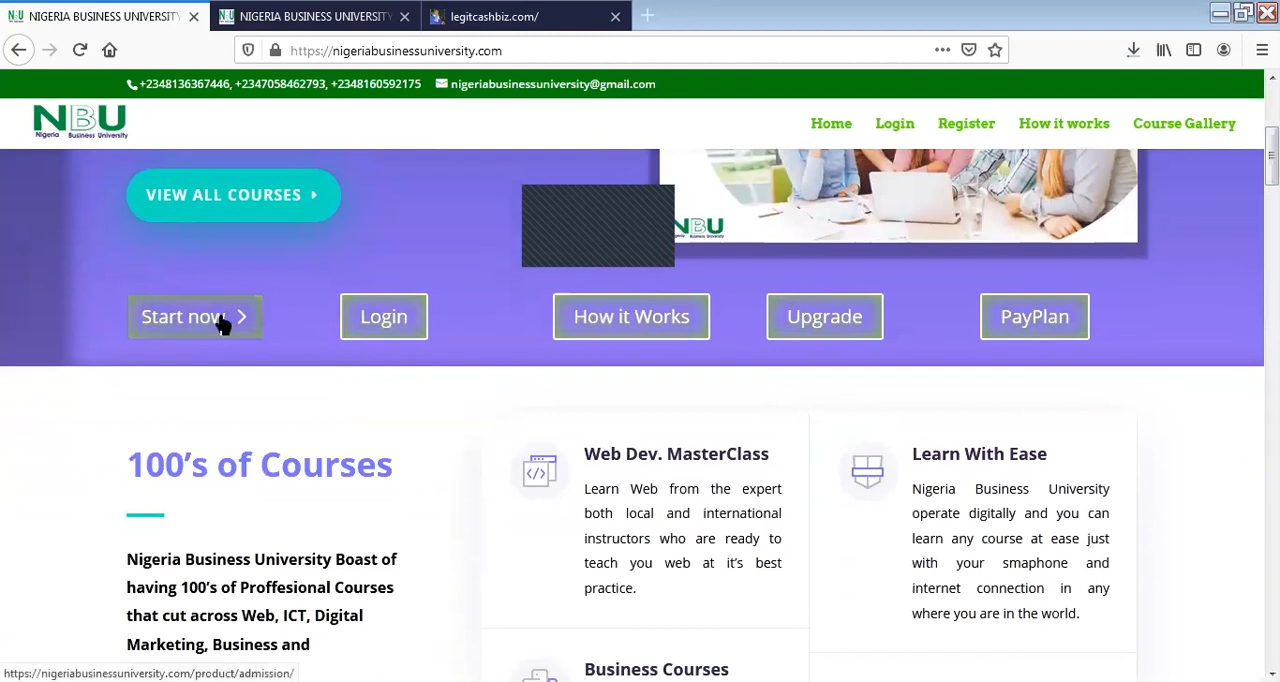 NIGERIA BUSINESS UNIVERSITY
NIGERIA BUSINESS UNIVERSITY
legitcashbiz.com/
https://nigeriabusinessuniversity.com
+2348136367446, +2347058462793, +2348160592175 nigeriabusinessuniversity@gmail.com
NBU
Nigeria Business University
Home Login Register How it works Course Gallery
VIEW ALL COURSES
NBU
Start now Login How it Works Upgrade PayPlan
100's of Courses
Nigeria Business University Boast of
having 100's of Proffesional Courses
that cut across Web, ICT, Digital
Marketing, Business and
Web Dev. MasterClass
Learn Web from the expert
both local and international
instructors who are ready to
teach you web at it's best
practice.
Business Courses
Learn With Ease
Nigeria Business University
operate digitally and you can
learn any course at ease just
with your smaphone and
internet connection in any
where you are in the world.
https://nigeriabusinessuniversity.com/product/admission/